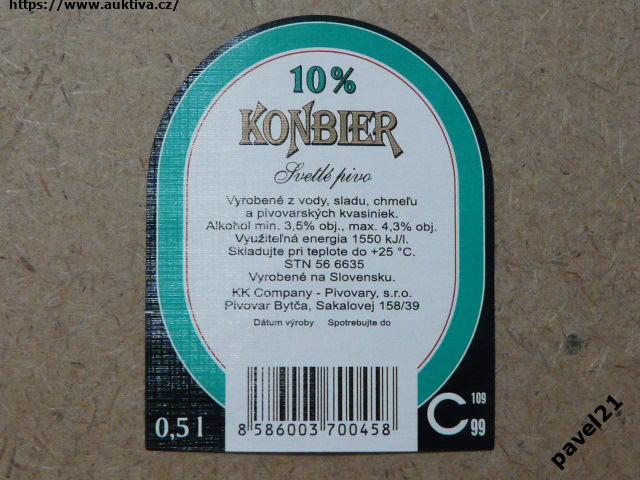 https://www.auktiva.cz/
10%
KONBIER
Svetlé pivo
Vyrobené z vody, sladu, chmeľu
a pivovarských kvasiniek.
Alkohol min. 3,5% obj., max. 4,3% obj.
Využiteľná energia 1550 kJ/l.
Skladujte pri teplote do +25 °C.
STN 56 6635
Vyrobené na Slovensku.
KK Company - Pivovary, s.r.o.
Pivovar Bytča, Sakalovej 158/39
Dátum výroby Spotrebujte do
0,5 l
8 586003 700458
C 109
99
pavel21